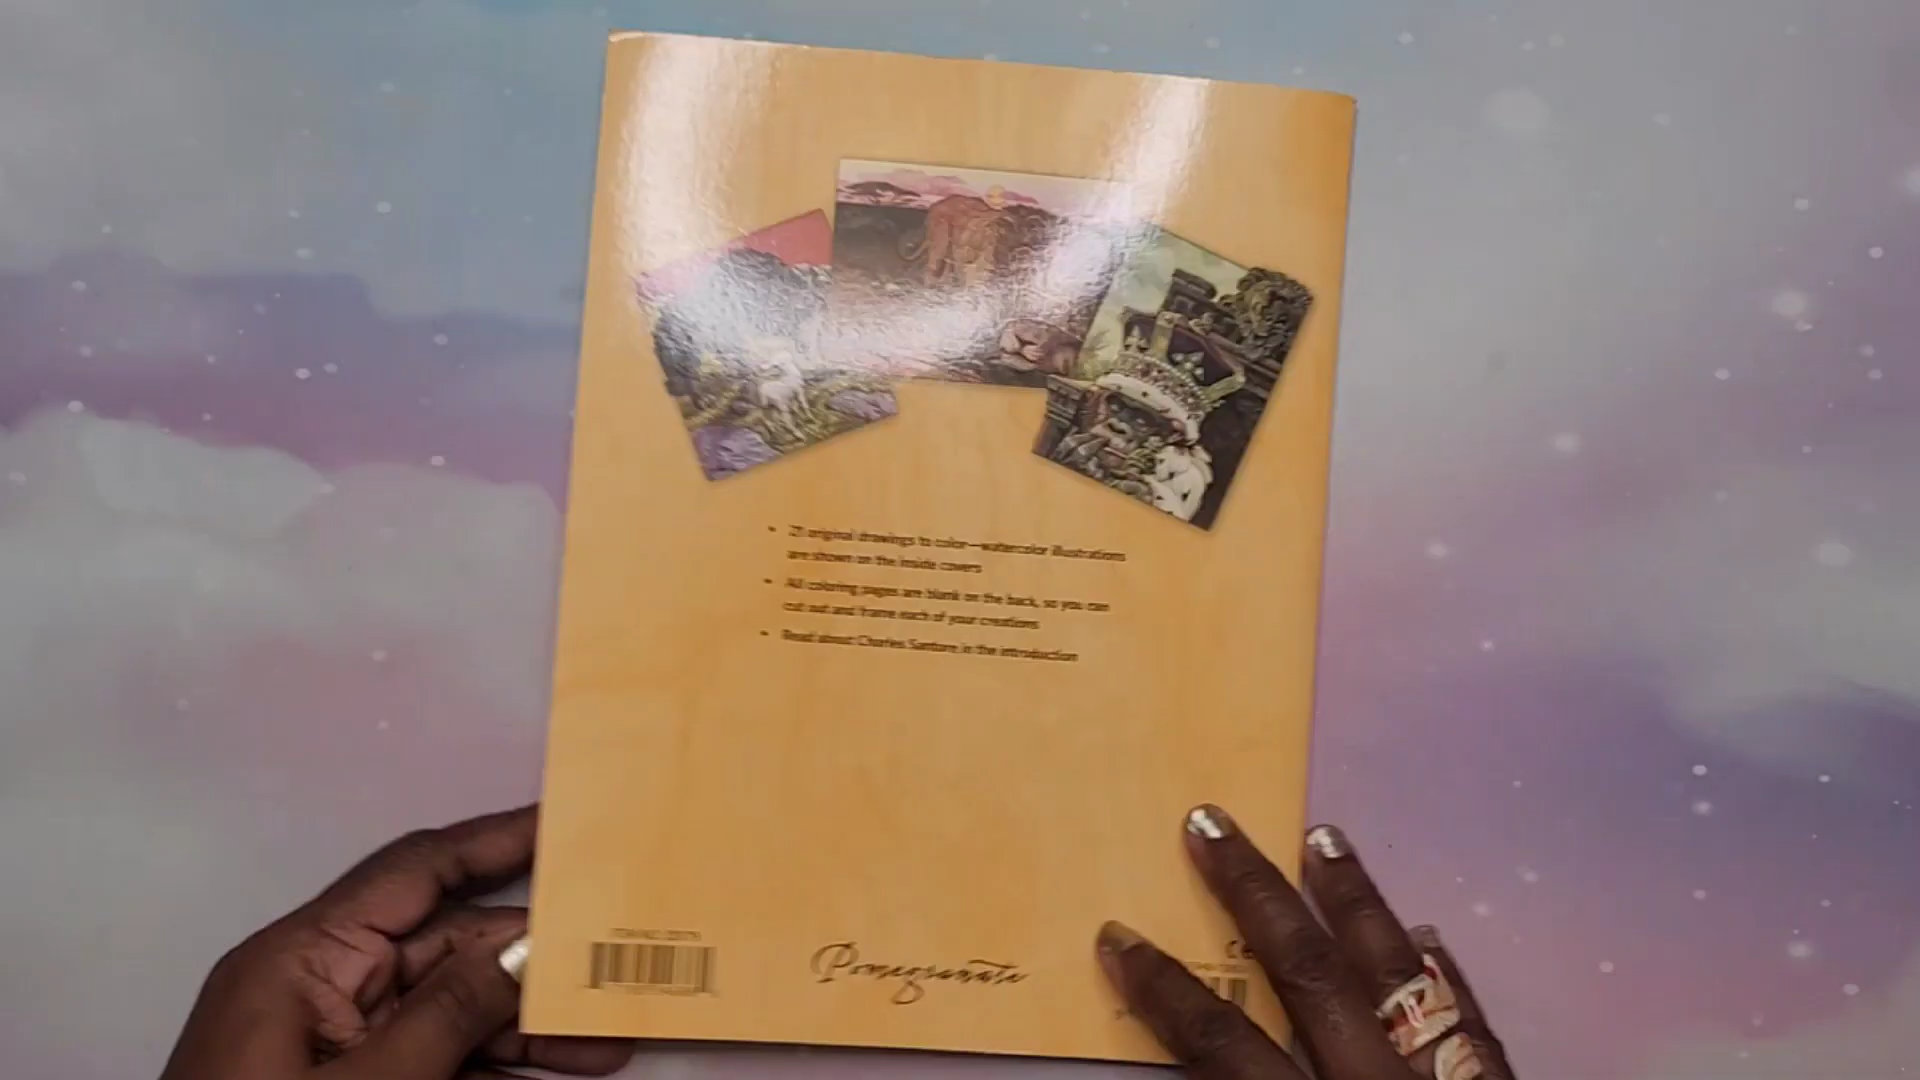 • 21 original drawings to color—watercolor illustrations
are shown on the inside covers
• All coloring pages are blank on the back, so you can
cut out and frame each of your creations
• Read about Charles Santore in the introduction
Pomegranate